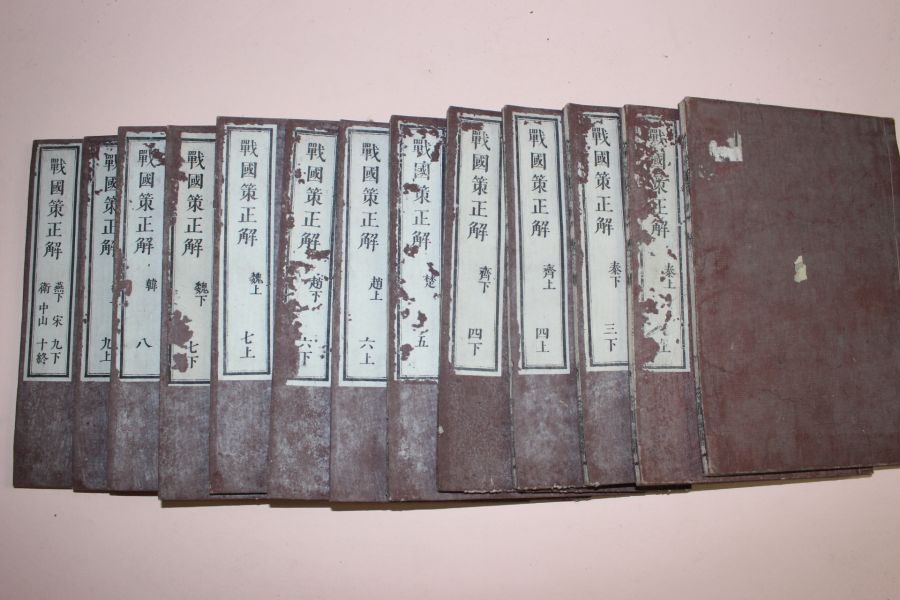 戰國策正解 秦上 上
戰國策正解 秦下 三下
戰國策正解 齊上 四上
戰國策正解 齊下 四下
戰國策正解 楚 五
戰國策正解 趙上 六上
戰國策正解 趙下 六下
戰國策正解 魏上 七上
戰國策正解 魏下 七下
戰國策正解 韓 八
戰國策正解 九上
戰國策正解 燕下 宋 九下
衛 中山 十終